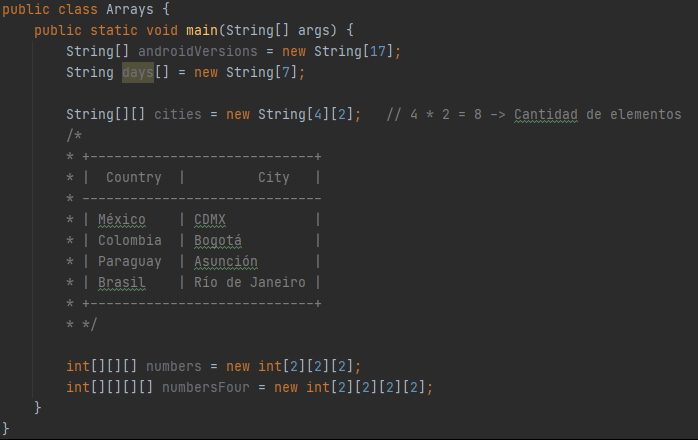 public class Arrays {
    public static void main(String[] args) {
        String[] androidVersions = new String[17];
        String days[] = new String[7];

        String[][] cities = new String[4][2];   // 4 * 2 = 8 -> Cantidad de elementos
        /*
        * +----------------------------+
        * |  Country  |         City   |
        * ------------------------------
        * | México    | CDMX           |
        * | Colombia  | Bogotá         |
        * | Paraguay  | Asunción       |
        * | Brasil    | Río de Janeiro |
        * +----------------------------+
        * */

        int[][][] numbers = new int[2][2][2];
        int[][][][] numbersFour = new int[2][2][2][2];
    }
}